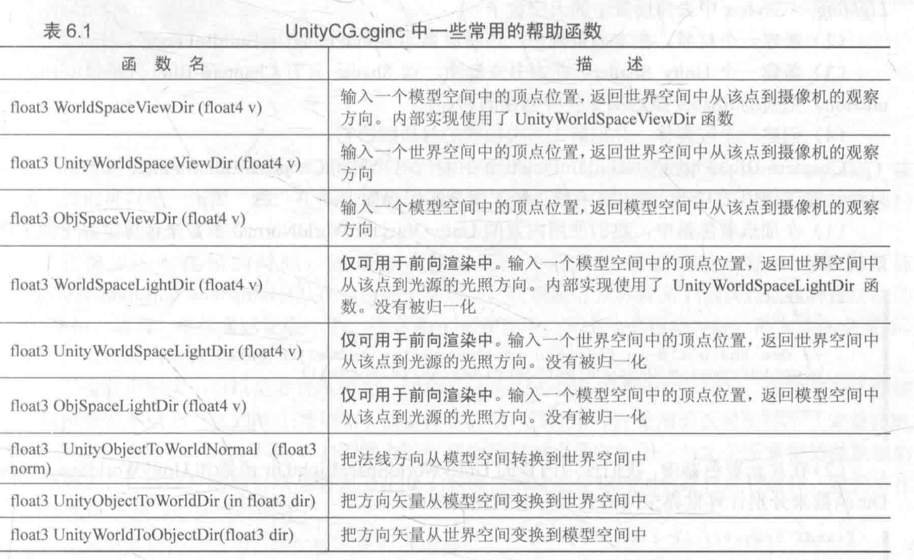 表 6.1 UnityCG.cginc 中一些常用的帮助函数
函 数 名 描 述
float3 WorldSpaceViewDir (float4 v) 输入一个模型空间中的顶点位置，返回世界空间中从该点到摄像机的观察
方向。内部实现使用了 UnityWorldSpaceViewDir 函数
float3 UnityWorldSpaceViewDir (float4 v) 输入一个世界空间中的顶点位置，返回世界空间中从该点到摄像机的观察
方向
float3 ObjSpaceViewDir (float4 v) 输入一个模型空间中的顶点位置，返回模型空间中从该点到摄像机的观察
方向
float3 WorldSpaceLightDir (float4 v) 仅可用于前向渲染中。输入一个模型空间中的顶点位置，返回世界空间中
从该点到光源的光照方向。内部实现使用了 UnityWorldSpaceLightDir 函
数。没有被归一化
float3 UnityWorldSpaceLightDir (float4 v) 仅可用于前向渲染中。输入一个世界空间中的顶点位置，返回世界空间中
从该点到光源的光照方向。没有被归一化
float3 ObjSpaceLightDir (float4 v) 仅可用于前向渲染中。输入一个模型空间中的顶点位置，返回模型空间中
从该点到光源的光照方向。没有被归一化
float3 UnityObjectToWorldNormal (float3
norm) 把法线方向从模型空间转换到世界空间中
float3 UnityObjectToWorldDir (in float3 dir) 把方向矢量从模型空间变换到世界空间中
float3 UnityWorldToObjectDir(float3 dir) 把方向矢量从世界空间变换到模型空间中